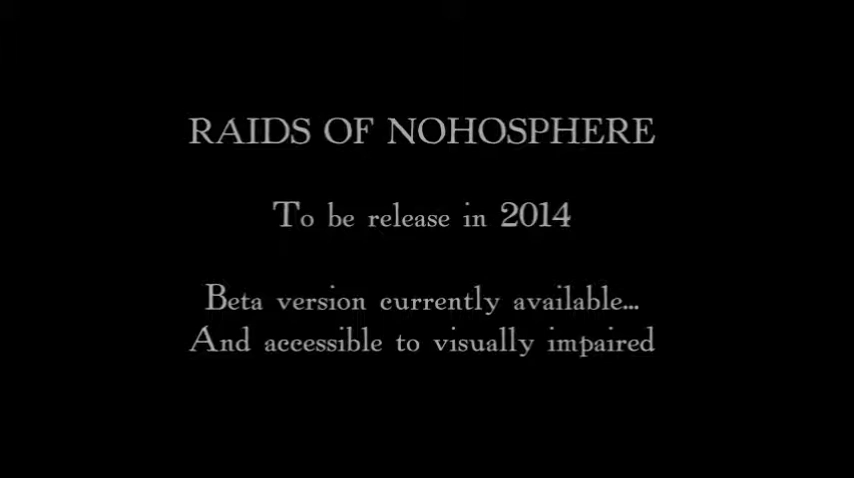 RAIDS OF NOHOSPHERE
To be release in 2014
Beta version currently available...
And accessible to visually impaired